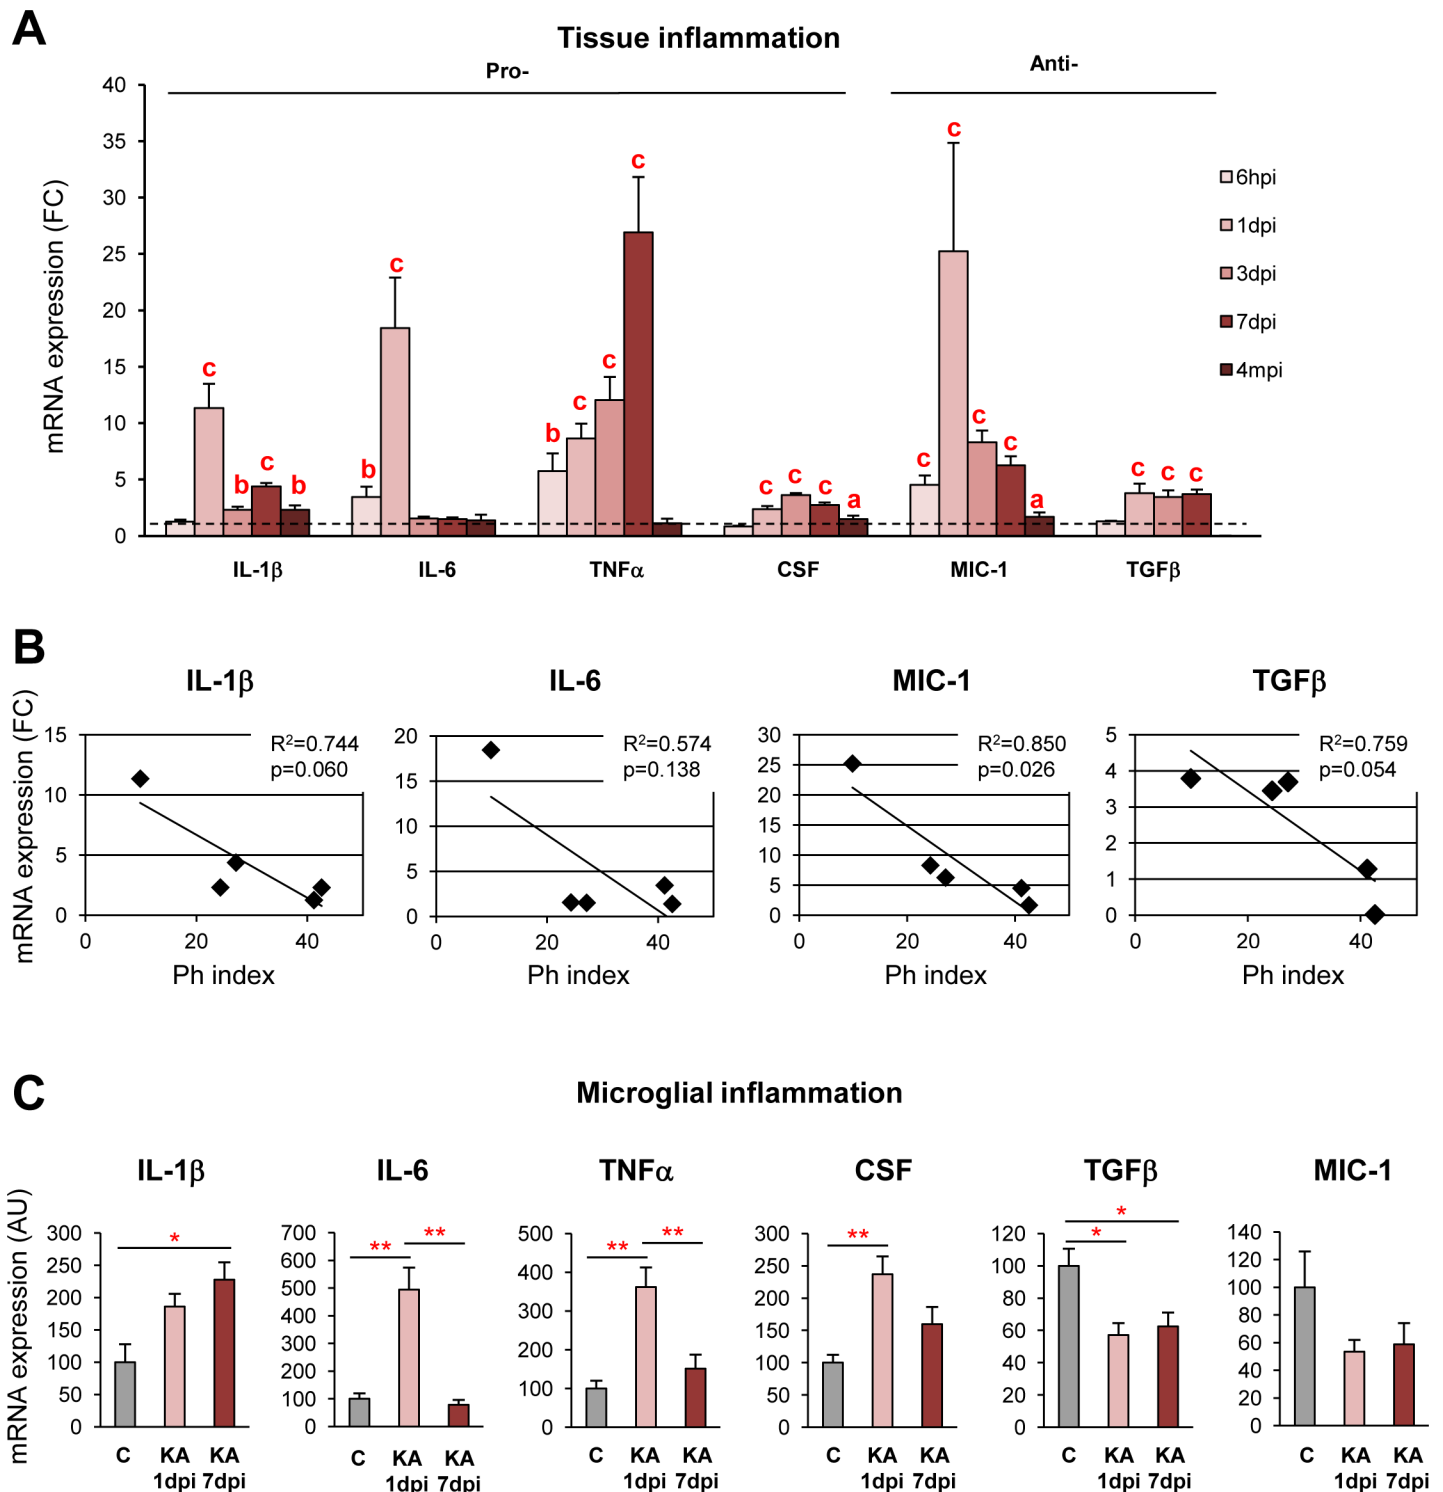 A
Tissue inflammation
Pro-
Anti-
mRNA expression (FC)
40
35
30
25
20
15
10
5
0
c
b
c
b
b
c
b
c
c
c
c
c
c
a
c
c
c
c
a
c
c
c
6hpi
1dpi
3dpi
7dpi
4mpi
IL-1β
IL-6
TNFα
CSF
MIC-1
TGFβ
B
mRNA expression (FC)
IL-1β
R²=0.744
p=0.060
15
10
5
0
0 20 40
Ph index
IL-6
R²=0.574
p=0.138
20
15
10
5
0
0 20 40
Ph index
MIC-1
R²=0.850
p=0.026
30
25
20
15
10
5
0
0 20 40
Ph index
TGFβ
R²=0.759
p=0.054
5
4
3
2
1
0
0 20 40
Ph index
C
Microglial inflammation
mRNA expression (AU)
IL-1β
300
250
200
150
100
50
0
*
C KA KA
1dpi 7dpi
IL-6
700
600
500
400
300
200
100
0
** **
C KA KA
1dpi 7dpi
TNFα
500
400
300
200
100
0
** **
C KA KA
1dpi 7dpi
CSF
300
250
200
150
100
50
0
**
C KA KA
1dpi 7dpi
TGFβ
120
100
80
60
40
20
0
*
*
C KA KA
1dpi 7dpi
MIC-1
140
120
100
80
60
40
20
0
C KA KA
1dpi 7dpi